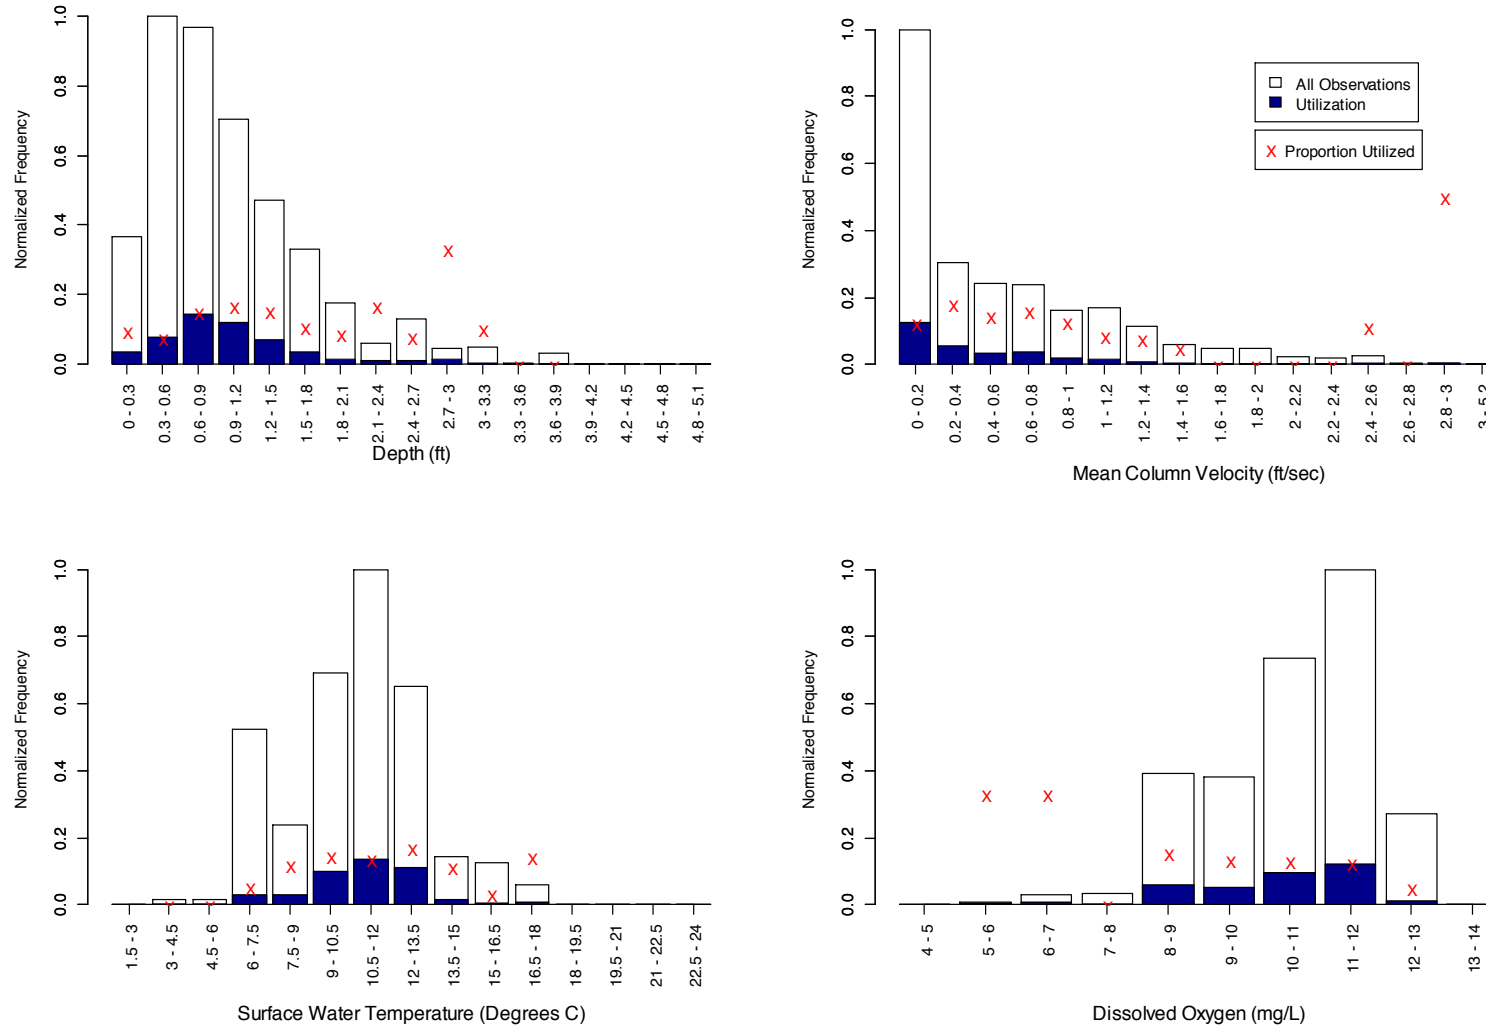 Normalized Frequency
0.0 0.2 0.4 0.6 0.8 1.0
0 - 0.3 0.3 - 0.6 0.6 - 0.9 0.9 - 1.2 1.2 - 1.5 1.5 - 1.8 1.8 - 2.1 2.1 - 2.4 2.4 - 2.7 2.7 - 3 3 - 3.3 3.3 - 3.6 3.6 - 3.9 3.9 - 4.2 4.2 - 4.5 4.5 - 4.8 4.8 - 5.1
Depth (ft)
Normalized Frequency
0.0 0.2 0.4 0.6 0.8 1.0
All Observations
Utilization
X Proportion Utilized
0 - 0.2 0.2 - 0.4 0.4 - 0.6 0.6 - 0.8 0.8 - 1 1 - 1.2 1.2 - 1.4 1.4 - 1.6 1.6 - 1.8 1.8 - 2 2 - 2.2 2.2 - 2.4 2.4 - 2.6 2.6 - 2.8 2.8 - 3 3 - 5.2
Mean Column Velocity (ft/sec)
Normalized Frequency
0.0 0.2 0.4 0.6 0.8 1.0
1.5 - 3 3 - 4.5 4.5 - 6 6 - 7.5 7.5 - 9 9 - 10.5 10.5 - 12 12 - 13.5 13.5 - 15 15 - 16.5 16.5 - 18 18 - 19.5 19.5 - 21 21 - 22.5 22.5 - 24
Surface Water Temperature (Degrees C)
Normalized Frequency
0.0 0.2 0.4 0.6 0.8 1.0
4 - 5 5 - 6 6 - 7 7 - 8 8 - 9 9 - 10 10 - 11 11 - 12 12 - 13 13 - 14
Dissolved Oxygen (mg/L)